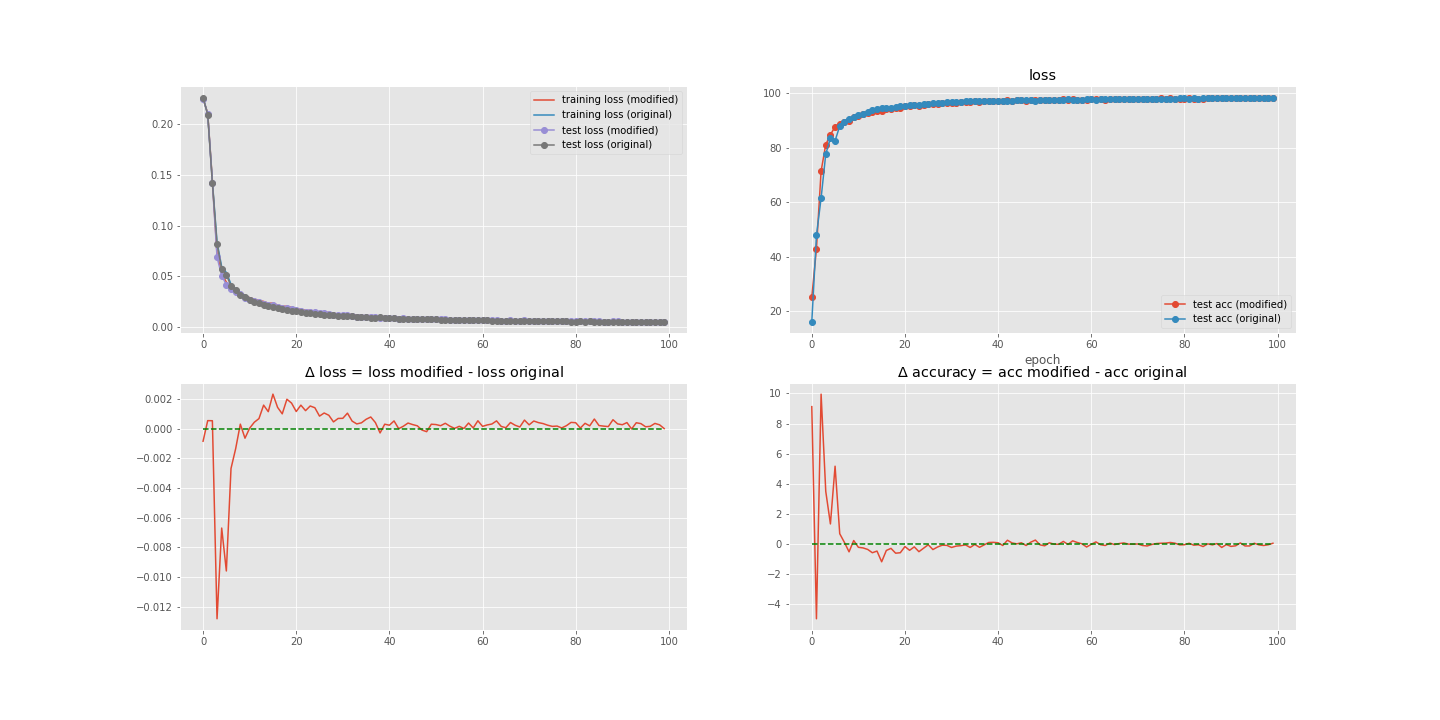 training loss (modified)
training loss (original)
test loss (modified)
test loss (original)
0.20
0.15
0.10
0.05
0.00
0 20 40 60 80 100
loss
100
80
60
40
20
test acc (modified)
test acc (original)
0 20 40 60 80 100
epoch
Δ loss = loss modified - loss original
0.002
0.000
−0.002
−0.004
−0.006
−0.008
−0.010
−0.012
0 20 40 60 80 100
Δ accuracy = acc modified - acc original
10
8
6
4
2
0
−2
−4
0 20 40 60 80 100